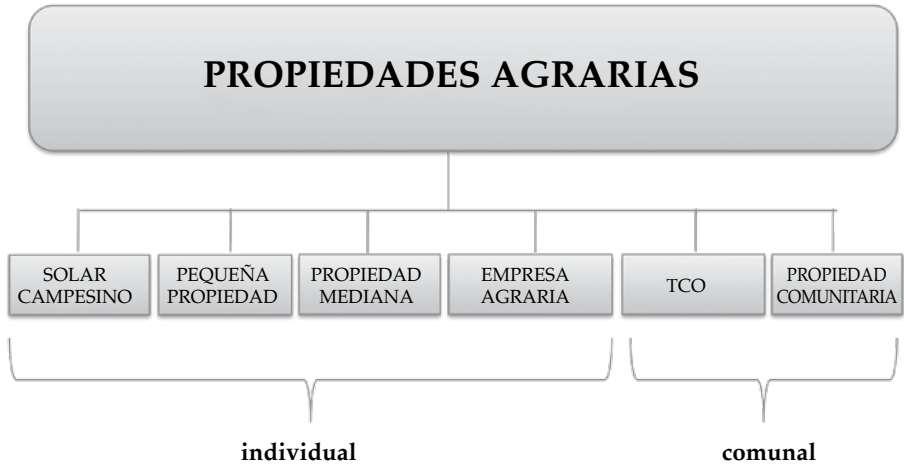 PROPIEDADES AGRARIAS
SOLAR
CAMPESINO
PEQUEÑA
PROPIEDAD
PROPIEDAD
MEDIANA
EMPRESA
AGRARIA
TCO
PROPIEDAD
COMUNITARIA
individual
comunal